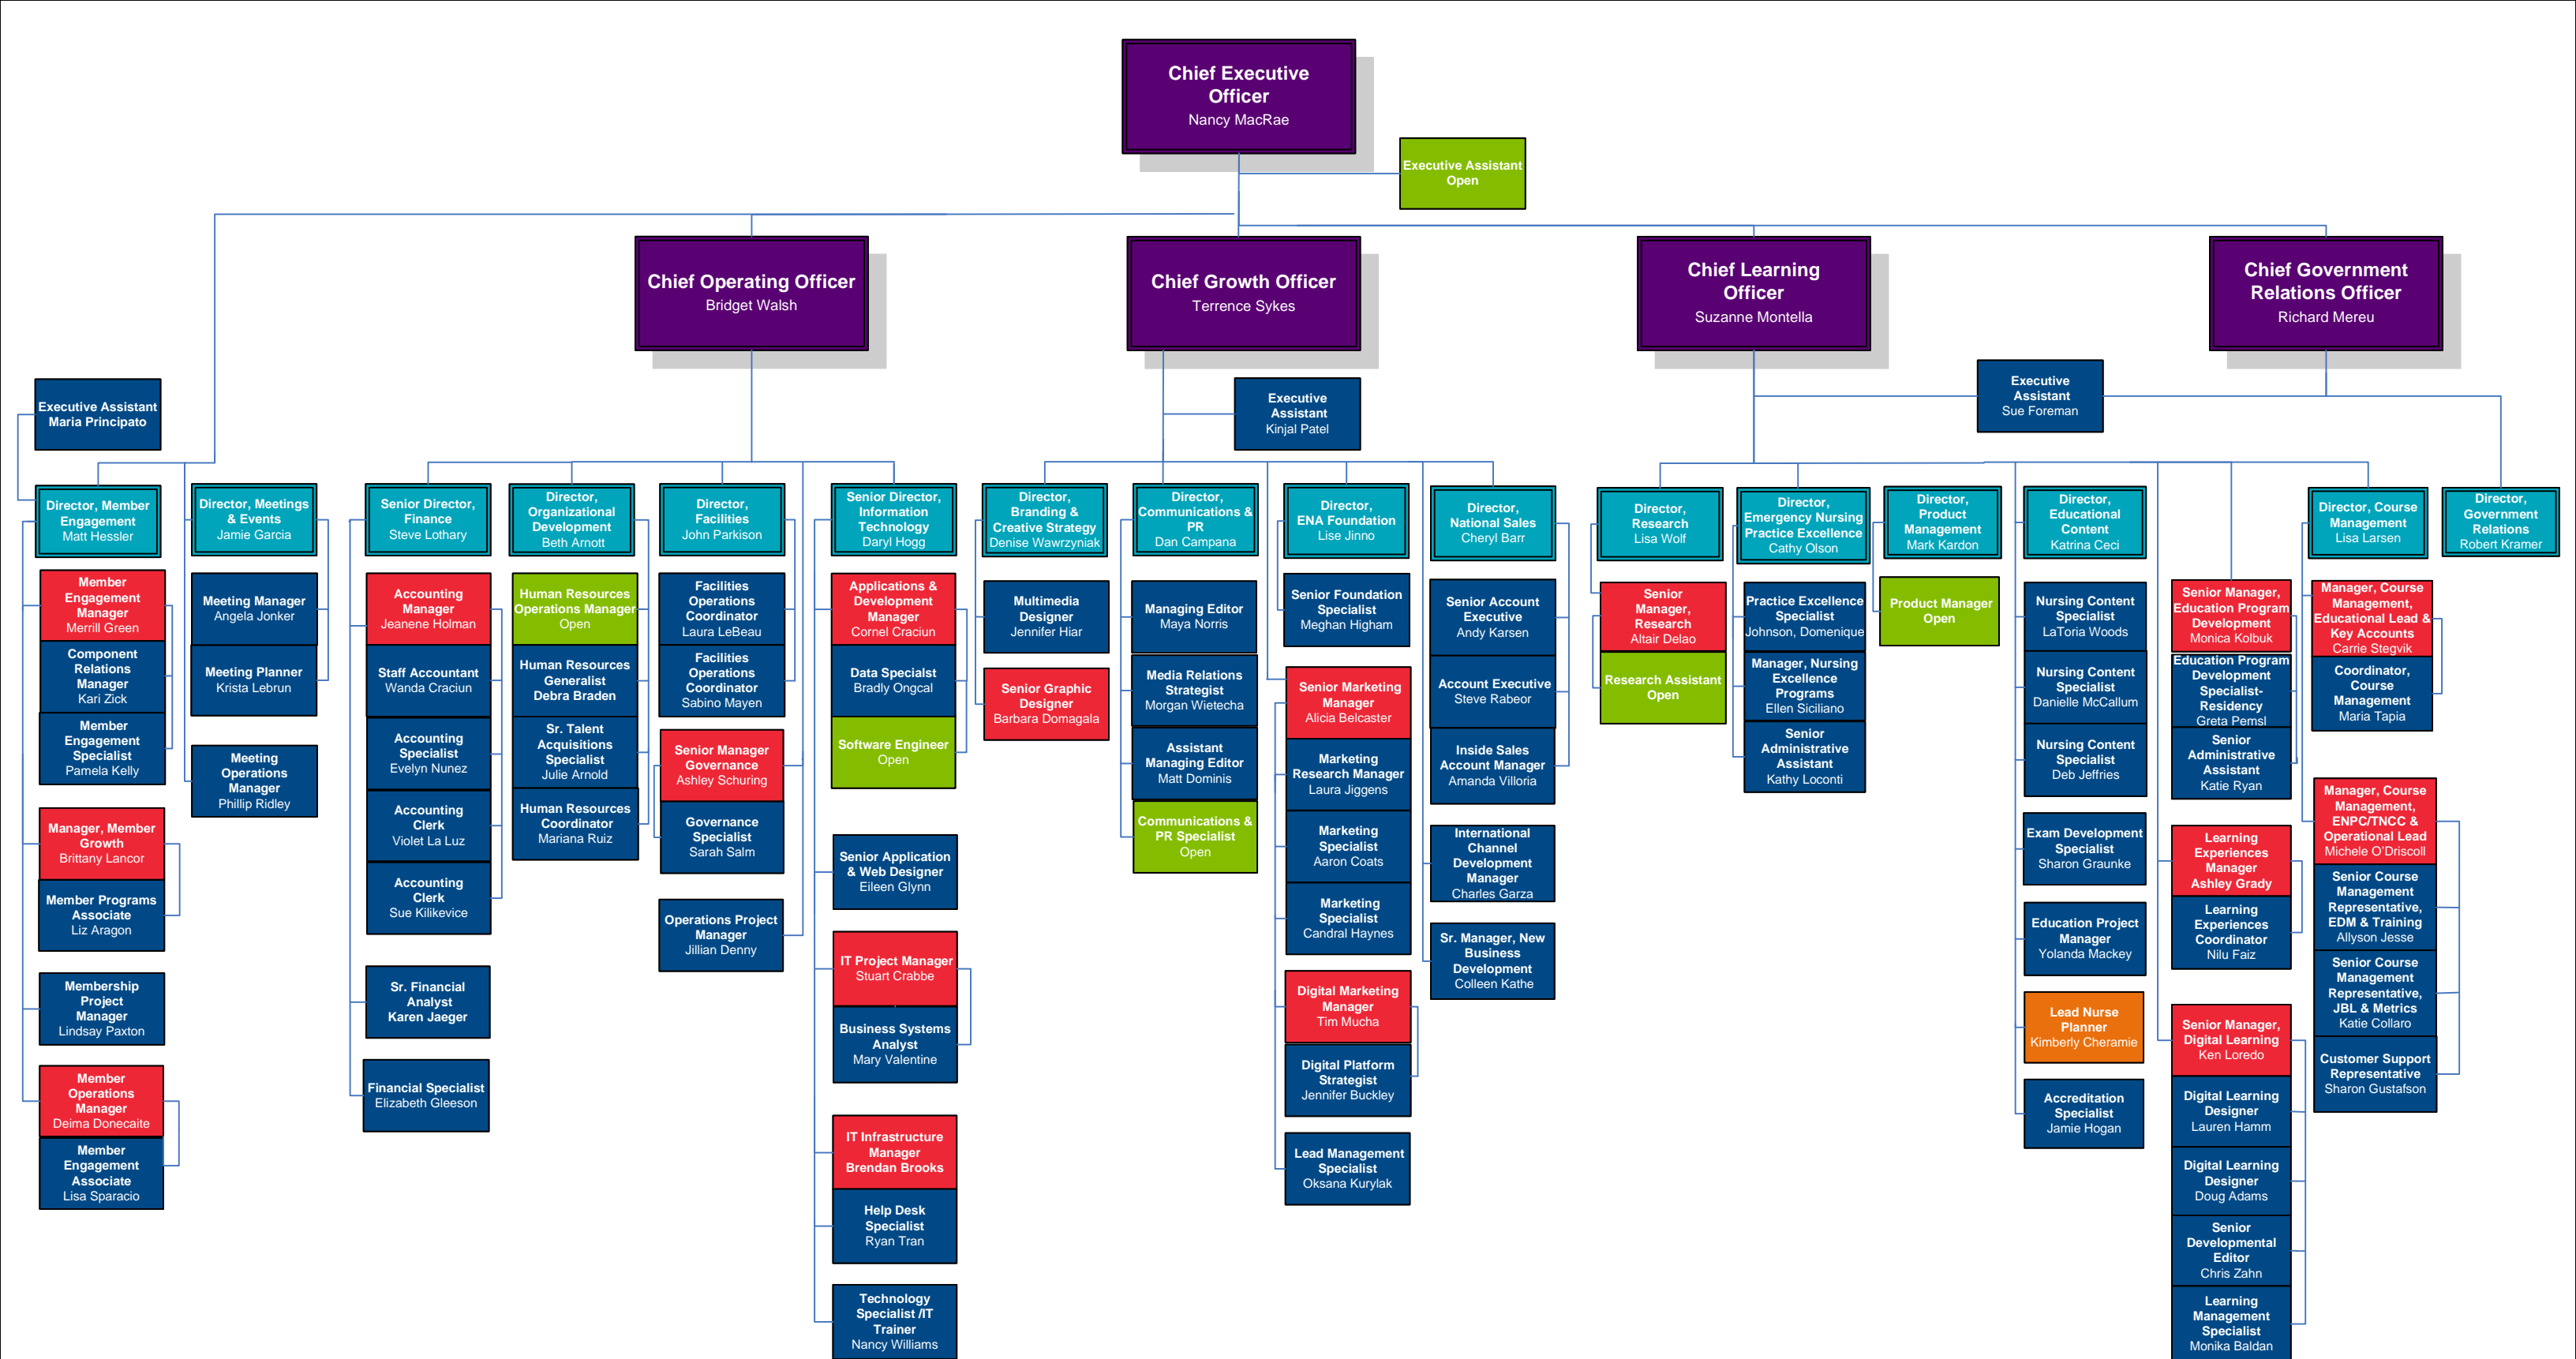 Chief Executive
Officer
Nancy MacRae
Executive Assistant
Open
Chief Operating Officer
Bridget Walsh
Chief Growth Officer
Terrence Sykes
Chief Learning
Officer
Suzanne Montella
Chief Government
Relations Officer
Richard Mereu
Executive Assistant
Maria Principato
Executive
Assistant
Kinjal Patel
Executive
Assistant
Sue Foreman
Director, Member
Engagement
Matt Hessler
Member
Engagement
Manager
Merrill Green
Component
Relations
Manager
Kari Zick
Member
Engagement
Specialist
Pamela Kelly
Manager, Member
Growth
Brittany Lancor
Member Programs
Associate
Liz Aragon
Membership
Project
Manager
Lindsay Paxton
Member
Operations
Manager
Deima Donecaite
Member
Engagement
Associate
Lisa Sparacio
Director, Meetings
& Events
Jamie Garcia
Meeting Manager
Angela Jonker
Meeting Planner
Krista Lebrun
Meeting
Operations
Manager
Phillip Ridley
Senior Director,
Finance
Steve Lothary
Accounting
Manager
Jeanene Holman
Staff Accountant
Wanda Craciun
Accounting
Specialist
Evelyn Nunez
Accounting
Clerk
Violet La Luz
Accounting
Clerk
Sue Kilikevice
Sr. Financial
Analyst
Karen Jaeger
Financial Specialist
Elizabeth Gleeson
Director,
Organizational
Development
Beth Arnott
Human Resources
Operations Manager
Open
Human Resources
Generalist
Debra Braden
Sr. Talent
Acquisitions
Specialist
Julie Arnold
Human Resources
Coordinator
Mariana Ruiz
Director,
Facilities
John Parkison
Facilities
Operations
Coordinator
Laura LeBeau
Facilities
Operations
Coordinator
Sabino Mayen
Senior Manager
Governance
Ashley Schuring
Governance
Specialist
Sarah Salm
Operations Project
Manager
Jillian Denny
Senior Director,
Information
Technology
Daryl Hogg
Applications &
Development
Manager
Cornel Craciun
Data Specialist
Bradly Ongcal
Software Engineer
Open
Senior Application
& Web Designer
Eileen Glynn
IT Project Manager
Stuart Crabbe
Business Systems
Analyst
Mary Valentine
IT Infrastructure
Manager
Brendan Brooks
Help Desk
Specialist
Ryan Tran
Technology
Specialist /IT
Trainer
Nancy Williams
Director,
Branding &
Creative Strategy
Denise Wawrzyniak
Multimedia
Designer
Jennifer Hiar
Senior Graphic
Designer
Barbara Domagala
Director,
Communications &
PR
Dan Campana
Managing Editor
Maya Norris
Media Relations
Strategist
Morgan Wietecha
Assistant
Managing Editor
Matt Dominis
Communications &
PR Specialist
Open
Director,
ENA Foundation
Lise Jinno
Senior Foundation
Specialist
Meghan Higham
Senior Marketing
Manager
Alicia Belcaster
Marketing
Research Manager
Laura Jiggens
Marketing
Specialist
Aaron Coats
Marketing
Specialist
Candral Haynes
Digital Marketing
Manager
Tim Mucha
Digital Platform
Strategist
Jennifer Buckley
Lead Management
Specialist
Oksana Kurylak
Director,
National Sales
Cheryl Barr
Senior Account
Executive
Andy Karsen
Account Executive
Steve Rabeor
Inside Sales
Account Manager
Amanda Villoria
International
Channel
Development
Manager
Charles Garza
Sr. Manager, New
Business
Development
Colleen Kathe
Director,
Research
Lisa Wolf
Senior
Manager,
Research
Altair Delao
Research Assistant
Open
Director,
Emergency Nursing
Practice Excellence
Cathy Olson
Practice Excellence
Specialist
Johnson, Domenique
Manager, Nursing
Excellence
Programs
Ellen Siciliano
Senior
Administrative
Assistant
Kathy Loconti
Director,
Product
Management
Mark Kardon
Product Manager
Open
Director,
Educational
Content
Katrina Ceci
Nursing Content
Specialist
LaToria Woods
Nursing Content
Specialist
Danielle McCallum
Nursing Content
Specialist
Deb Jeffries
Exam Development
Specialist
Sharon Graunke
Education Project
Manager
Yolanda Mackey
Lead Nurse
Planner
Kimberly Cheramie
Accreditation
Specialist
Jamie Hogan
Senior Manager,
Education Program
Development
Monica Kolbuk
Education Program
Development
Specialist-
Residency
Greta Pemsl
Senior
Administrative
Assistant
Katie Ryan
Learning
Experiences
Manager
Ashley Grady
Learning
Experiences
Coordinator
Nilu Faiz
Senior Manager,
Digital Learning
Ken Loredo
Digital Learning
Designer
Lauren Hamm
Digital Learning
Designer
Doug Adams
Senior
Developmental
Editor
Chris Zahn
Learning
Management
Specialist
Monika Baldan
Director, Course
Management
Lisa Larsen
Manager, Course
Management,
Educational Lead &
Key Accounts
Carrie Stegvik
Coordinator,
Course
Management
Maria Tapia
Manager, Course
Management,
ENPC/TNCC &
Operational Lead
Michele O’Driscoll
Senior Course
Management
Representative,
EDM & Training
Allyson Jesse
Senior Course
Management
Representative,
JBL & Metrics
Katie Collaro
Customer Support
Representative
Sharon Gustafson
Director,
Government
Relations
Robert Kramer